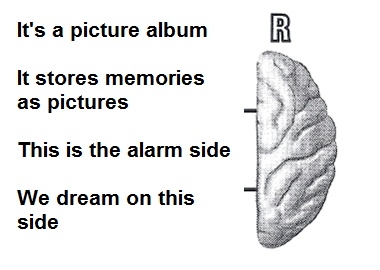 R
It's a picture album
It stores memories
as pictures
This is the alarm side
We dream on this
side